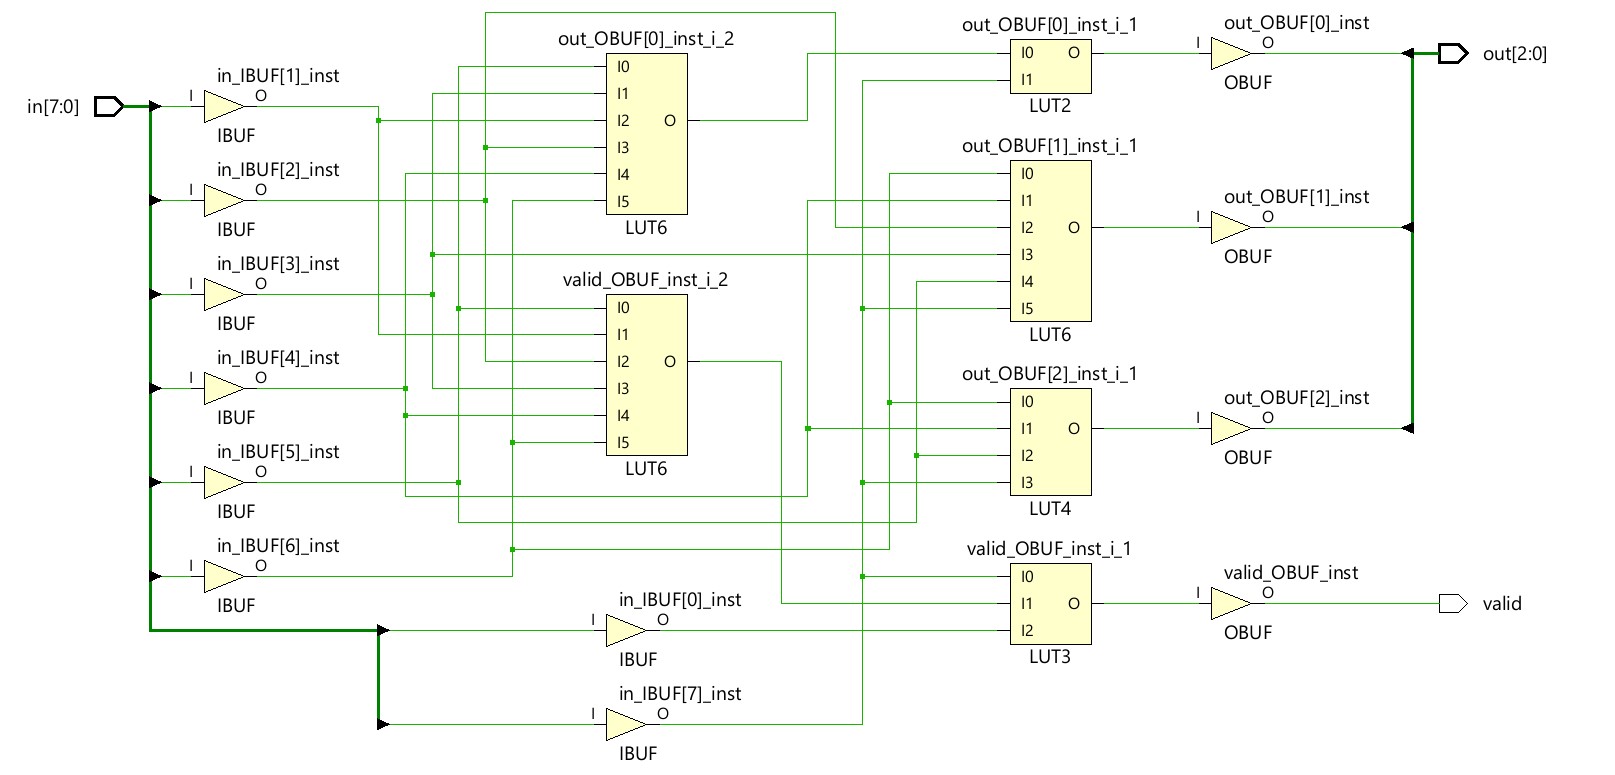 in[7:0]
in_IBUF[1]_inst
I
O
IBUF
in_IBUF[2]_inst
I
O
IBUF
in_IBUF[3]_inst
I
O
IBUF
in_IBUF[4]_inst
I
O
IBUF
in_IBUF[5]_inst
I
O
IBUF
in_IBUF[6]_inst
I
O
IBUF
out_OBUF[0]_inst_i_2
I0
I1
I2
O
I3
I4
I5
LUT6
valid_OBUF_inst_i_2
I0
I1
I2
O
I3
I4
I5
LUT6
in_IBUF[0]_inst
I
O
IBUF
in_IBUF[7]_inst
I
O
IBUF
out_OBUF[0]_inst_i_1
I0
O
I1
LUT2
out_OBUF[1]_inst_i_1
I0
I1
I2
O
I3
I4
I5
LUT6
out_OBUF[2]_inst_i_1
I0
I1
O
I2
I3
LUT4
valid_OBUF_inst_i_1
I0
I1
O
I2
LUT3
out_OBUF[0]_inst
I
O
OBUF
out_OBUF[1]_inst
I
O
OBUF
out_OBUF[2]_inst
I
O
OBUF
valid_OBUF_inst
I
O
OBUF
out[2:0]
valid